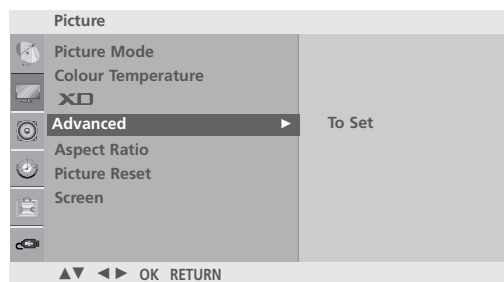 Picture
Picture Mode
Colour Temperature
XD
Advanced ► To Set
Aspect Ratio
Picture Reset
Screen
▲▼ ◄► OK RETURN